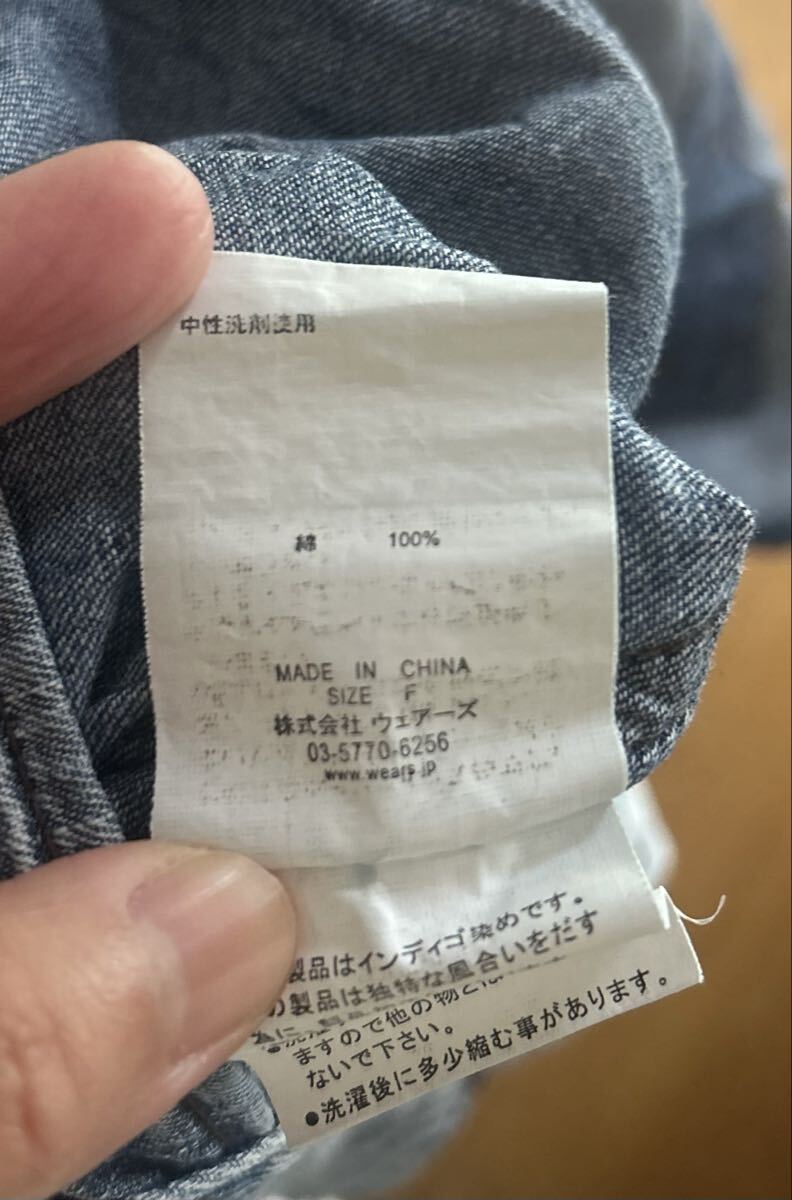 中性洗剤使用
綿 100%
MADE IN CHINA
SIZE F
株式会社 ウェアーズ
03-5770-6256
www.wears.jp
製品はインディゴ染めです。
の製品は独特な風合いをだす
為に
ますので他の物とは
ないで下さい。
●洗濯後に多少縮む事があります。